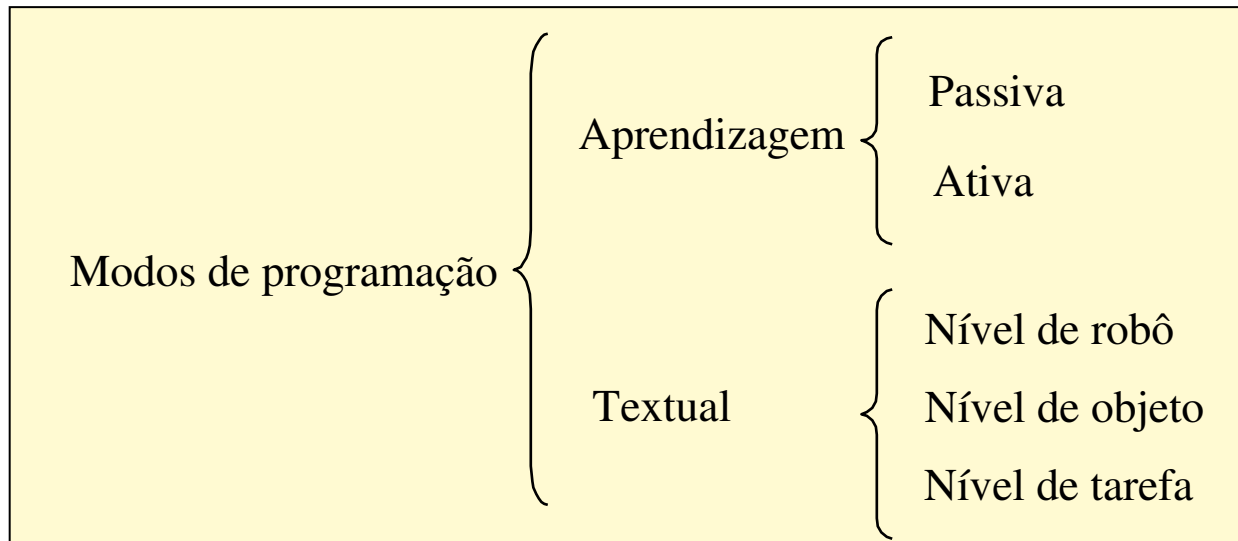 Modos de programação
Aprendizagem
Passiva
Ativa
Textual
Nível de robô
Nível de objeto
Nível de tarefa